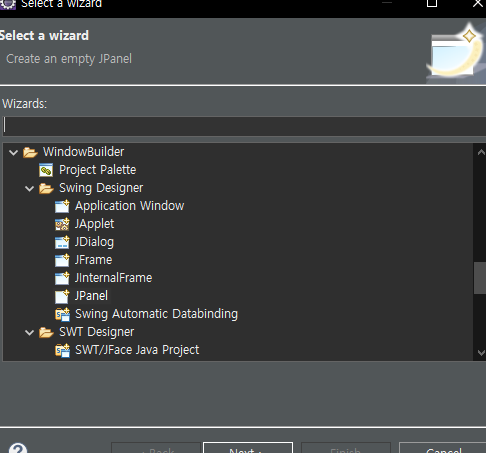 Select a wizard
Select a wizard
Create an empty JPanel
Wizards:
WindowBuilder
Project Palette
Swing Designer
Application Window
JApplet
JDialog
JFrame
JInternalFrame
JPanel
Swing Automatic Databinding
SWT Designer
SWT/JFace Java Project
< Back
Next >
Finish
Cancel